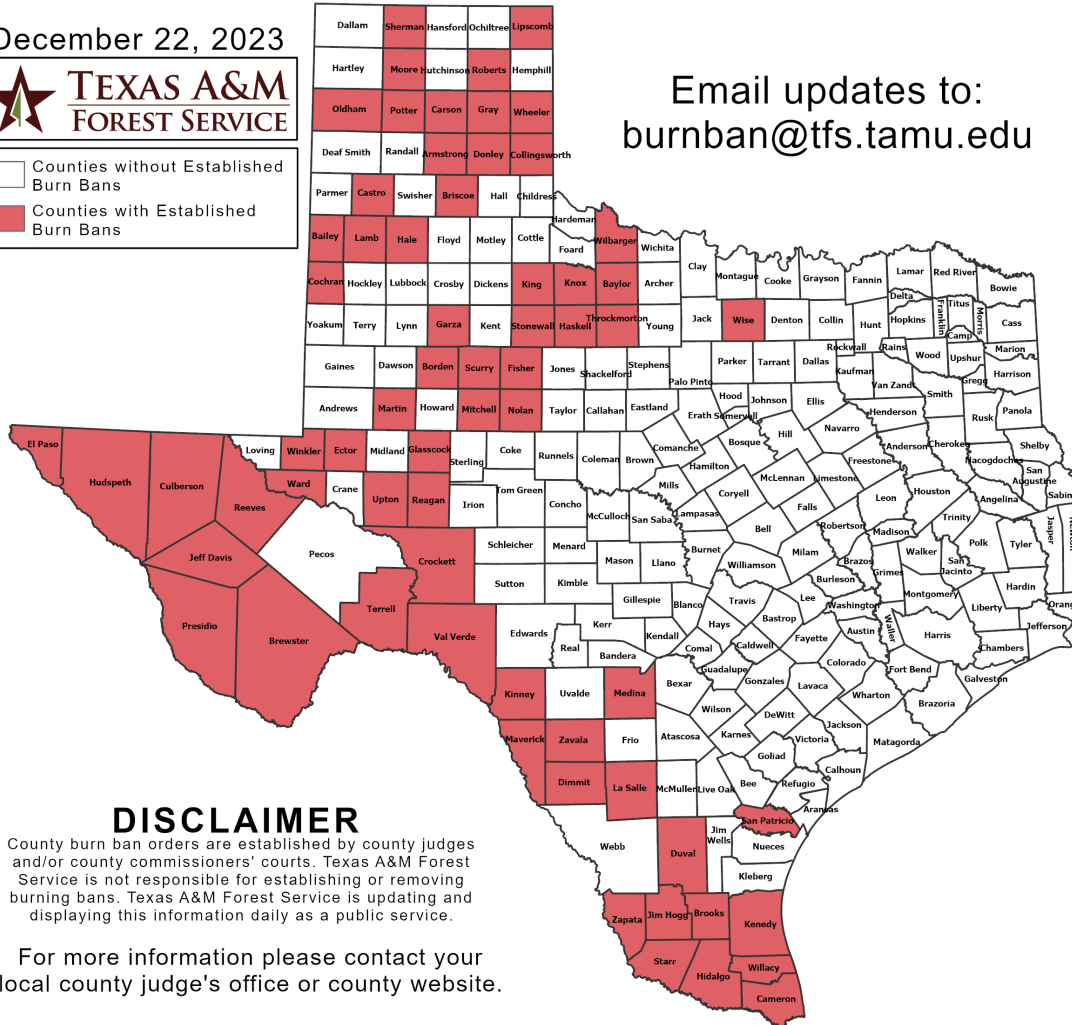 December 22, 2023
TEXAS A&M
FOREST SERVICE
Counties without Established
Burn Bans
Counties with Established
Burn Bans
Email updates to:
burnban@tfs.tamu.edu
Dallam Sherman Hansford Ochiltree Lipscomb
Hartley Moore Hutchinson Roberts Hemphill
Oldham Potter Carson Gray Wheeler
Deaf Smith Randall Armstrong Donley Collingsworth
Parmer Castro Swisher Briscoe Hall Childress
Hardeman
Bailey Lamb Hale Floyd Motley Cottle Foard Wilbarger Wichita
Clay Montague Cooke Grayson Fannin Lamar Red River Bowie
Cochran Hockley Lubbock Crosby Dickens King Knox Baylor Archer
Delta Titus Franklin Morris
Yoakum Terry Lynn Garza Kent Stonewall Haskell Throckmorton Young Jack Wise Denton Collin Hunt Hopkins Camp Cass
Rockwall Rains Wood Upshur Marion
Gaines Dawson Borden Scurry Fisher Jones Shackelford Stephens Palo Pinto Parker Tarrant Dallas Kaufman Van Zandt Gregg Harrison
Andrews Martin Howard Mitchell Nolan Taylor Callahan Eastland Erath Hood Somervell Johnson Ellis Henderson Smith Rusk Panola
El Paso Hudspeth Culberson Reeves Loving Winkler Ector Midland Glasscock Sterling Coke Runnels Coleman Brown Comanche Hamilton Bosque Hill Navarro Freestone Anderson Cherokee Nacogdoches Shelby
San
Augustine
Sabin
Ward Crane Upton Reagan Irion Tom Green Concho McCulloch San Saba Mills Lampasas Coryell McLennan Limestone Falls Leon Houston Angelina
Trinity Polk Tyler Jasper Newton
Jeff Davis Pecos Crockett Schleicher Menard Mason Llano Burnet Bell Milam Robertson Madison Walker
San
Jacinto
Williamson Brazos Grimes
Presidio Brewster Terrell Sutton Kimble Gillespie Blanco Travis Lee Burleson Washington Montgomery Liberty Hardin Orang
Val Verde Edwards Kerr Real Bandera Kendall Hays Comal Caldwell Bastrop Fayette Austin Waller Harris Chambers Jefferson
Kinney Uvalde Medina Bexar Guadalupe Gonzales Lavaca Colorado Wharton Fort Bend Brazoria Galveston
Maverick Zavala Frio Atascosa Wilson Karnes DeWitt Victoria Jackson Matagorda
Dimmit La Salle McMullen Live Oak Bee Goliad Refugio Calhoun Aransas
San Patricio
Webb Duval
Jim
Wells
Nueces
Kleberg
Zapata Jim Hogg Brooks Kenedy
Starr Hidalgo Willacy
Cameron
DISCLAIMER
County burn ban orders are established by county judges
and/or county commissioners' courts. Texas A&M Forest
Service is not responsible for establishing or removing
burning bans. Texas A&M Forest Service is updating and
displaying this information daily as a public service.
For more information please contact your
local county judge's office or county website.